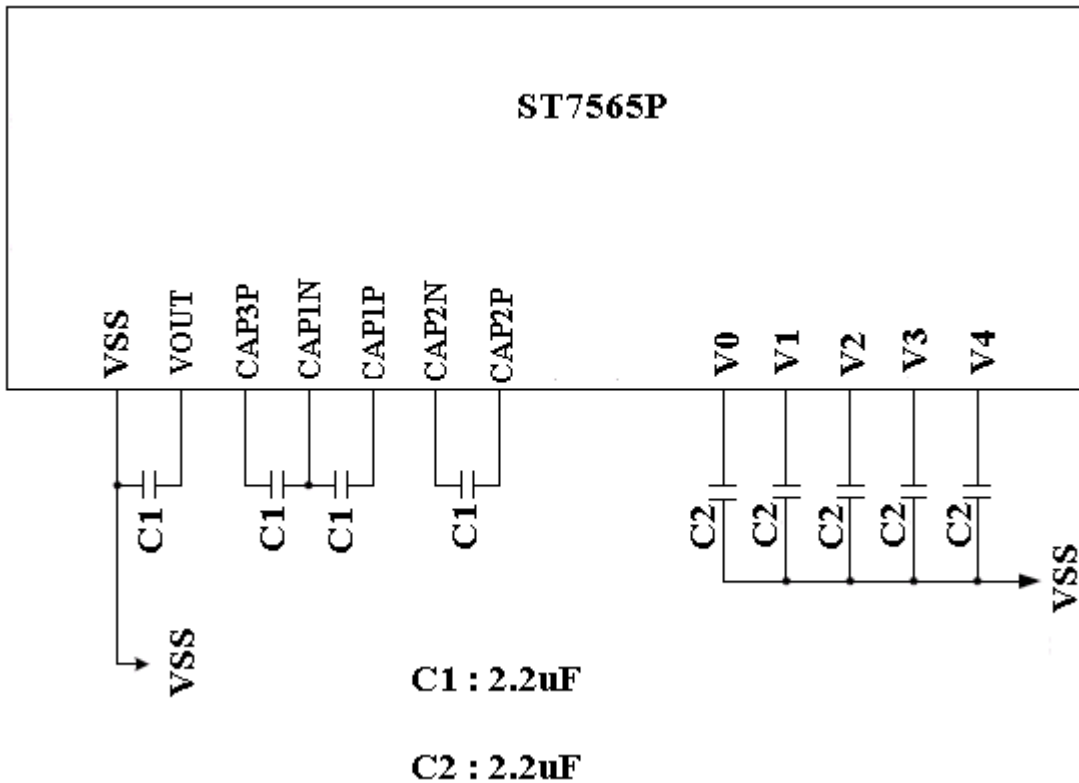 ST7565P
VSS
VOUT
CAP3P
CAP1N
CAP1P
CAP2N
CAP2P
V0
V1
V2
V3
V4
C1
C1
C1
C1
C2
C2
C2
C2
C2
VSS
VSS
C1 : 2.2uF
C2 : 2.2uF